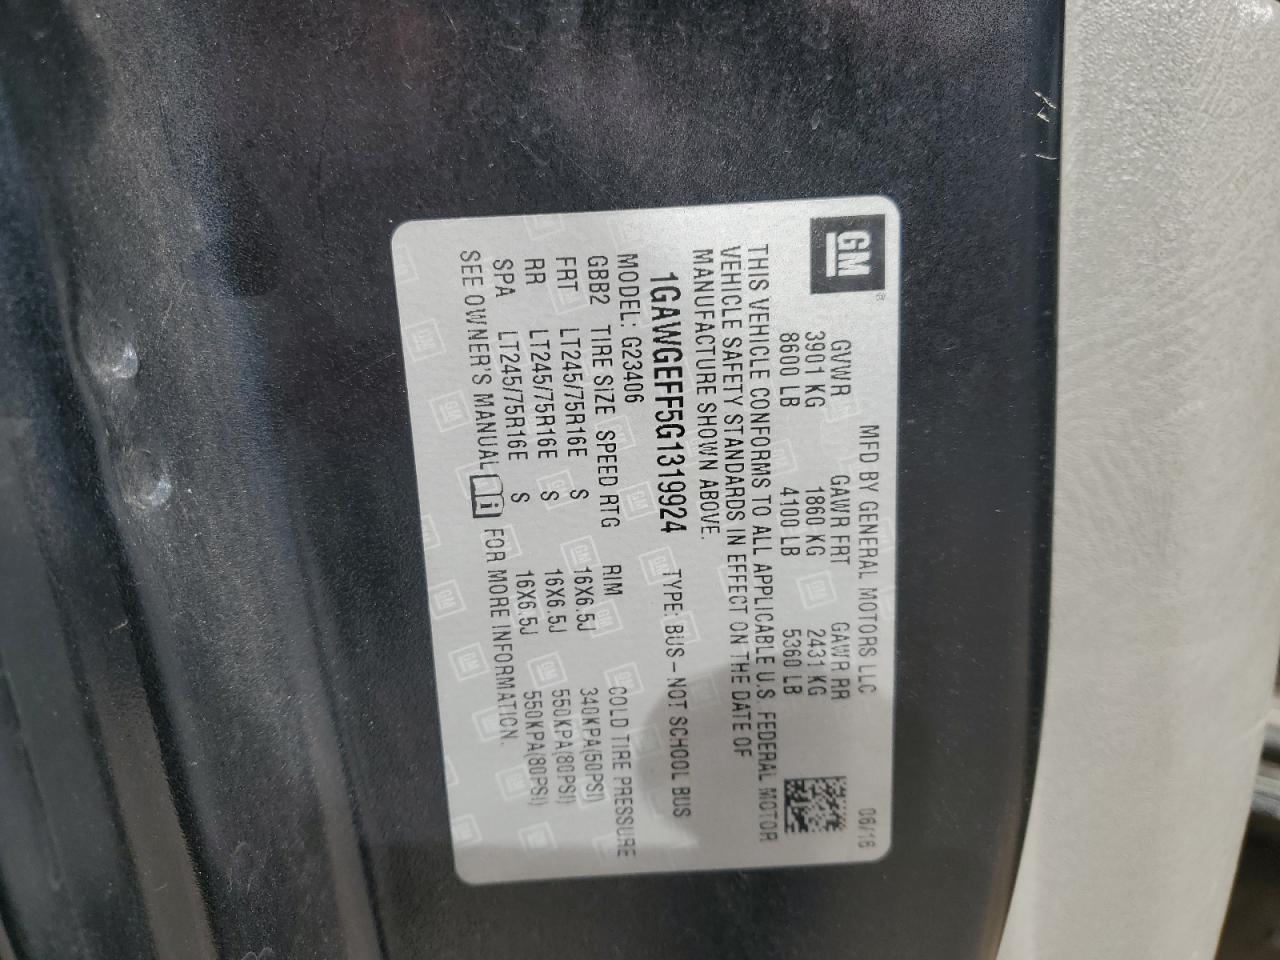 GM
®
MFD BY GENERAL MOTORS LLC 06/16
GVWR GAWR FRT GAWR RR
3901 KG 1860 KG 2431 KG
8600 LB 4100 LB 5360 LB
THIS VEHICLE CONFORMS TO ALL APPLICABLE U.S. FEDERAL MOTOR
VEHICLE SAFETY STANDARDS IN EFFECT ON THE DATE OF
MANUFACTURE SHOWN ABOVE.
1GAWGEFF5G1319924 TYPE: BUS – NOT SCHOOL BUS
MODEL: G23406
GBB2 TIRE SIZE SPEED RTG RIM COLD TIRE PRESSURE
FRT LT245/75R16E S 16X6.5J 340KPA(50PSI)
RR LT245/75R16E S 16X6.5J 550KPA(80PSI)
SPA LT245/75R16E S 16X6.5J 550KPA(80PSI)
SEE OWNER'S MANUAL i FOR MORE INFORMATION.